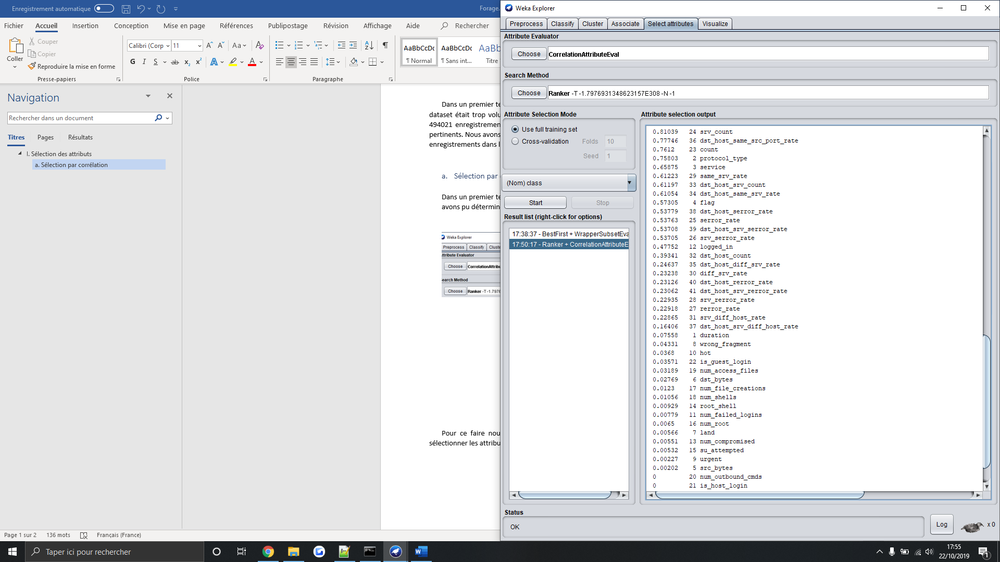 Enregistrement automatique
Forage.
Fichier Accueil Insertion Conception Mise en page Références Publipostage Révision Affichage Aide Rechercher
Coller
Couper
Copier
Reproduire la mise en forme
Presse-papiers
Calibri (Corp 11
G I S ab x₂ x² A A
Police
Paragraphe
AaBbCcDc AaBbCcDc AaBb
¶ Normal ¶ Sans int... Titre
Navigation
Rechercher dans un document
Titres Pages Résultats
I. Sélection des attributs
a. Sélection par corrélation
Dans un premier te
dataset était trop volu
494021 enregistremen
pertinents. Nous avons
enregistrements dans l
a. Sélection par
Dans un premier te
avons pu détermin
Weka Explorer
Preprocess Classify Cluste
ttribute Evaluator
Choose CorrelationAttribu
earch Method
Choose Ranker -T -1.7976
Pour ce faire nou
sélectionner les attribu
Page 1 sur 2 136 mots Français (France)
Weka Explorer
Preprocess Classify Cluster Associate Select attributes Visualize
Attribute Evaluator
Choose CorrelationAttributeEval
Search Method
Choose Ranker -T -1.7976931348623157E308 -N -1
Attribute Selection Mode
Use full training set
Cross-validation Folds 10
Seed 1
(Nom) class
Start Stop
Result list (right-click for options)
17:38:37 - BestFirst + WrapperSubsetEva
17:50:17 - Ranker + CorrelationAttributeE
Attribute selection output
0.81039 24 srv_count
0.77746 36 dst_host_same_src_port_rate
0.7612 23 count
0.75803 2 protocol_type
0.65875 3 service
0.61223 29 same_srv_rate
0.61197 33 dst_host_srv_count
0.61054 34 dst_host_same_srv_rate
0.57305 4 flag
0.53779 38 dst_host_serror_rate
0.53763 25 serror_rate
0.53708 39 dst_host_srv_serror_rate
0.53705 26 srv_serror_rate
0.47752 12 logged_in
0.39341 32 dst_host_count
0.24637 35 dst_host_diff_srv_rate
0.23238 30 diff_srv_rate
0.23126 40 dst_host_rerror_rate
0.23062 41 dst_host_srv_rerror_rate
0.22935 28 srv_rerror_rate
0.22918 27 rerror_rate
0.22865 31 srv_diff_host_rate
0.16406 37 dst_host_srv_diff_host_rate
0.07558 1 duration
0.04331 8 wrong_fragment
0.0368 10 hot
0.03571 22 is_guest_login
0.03189 19 num_access_files
0.02769 6 dst_bytes
0.0123 17 num_file_creations
0.01056 18 num_shells
0.00929 14 root_shell
0.00779 11 num_failed_logins
0.0065 16 num_root
0.00566 7 land
0.00551 13 num_compromised
0.00532 15 su_attempted
0.00227 9 urgent
0.00202 5 src_bytes
0 20 num_outbound_cmds
0 21 is_host_login
Status
OK
Log
x 0
Taper ici pour rechercher
17:55
22/10/2019
1